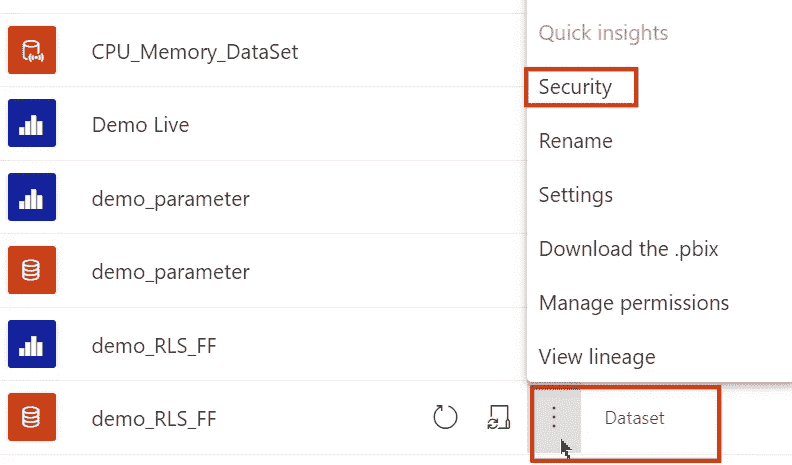 CPU_Memory_DataSet
Demo Live
demo_parameter
demo_parameter
demo_RLS_FF
demo_RLS_FF
Dataset
Quick insights
Security
Rename
Settings
Download the .pbix
Manage permissions
View lineage